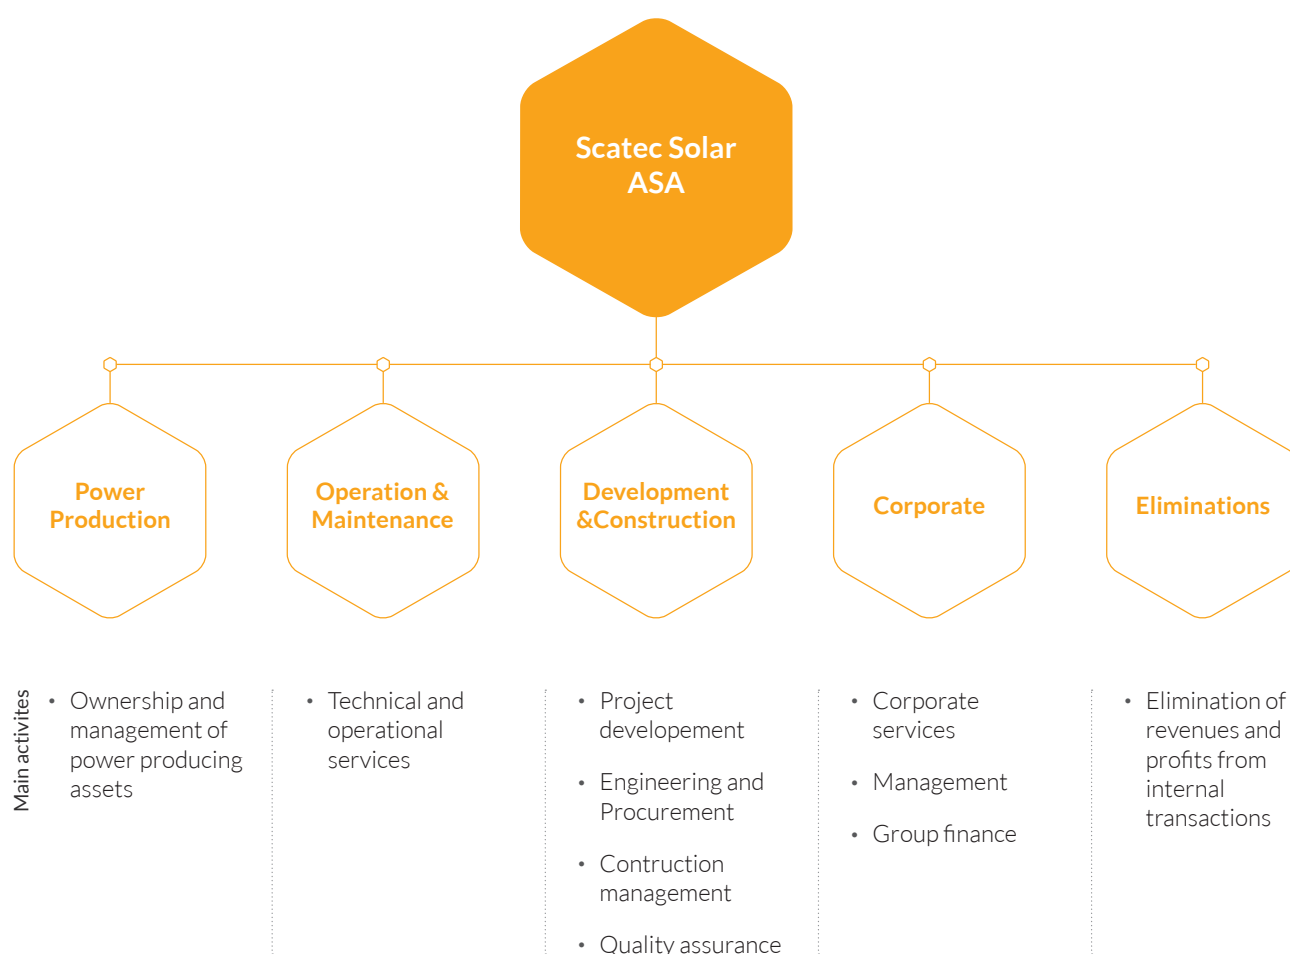 Scatec Solar
ASA
Power
Production
Operation &
Maintenance
Development
&Construction
Corporate
Eliminations
Main activites
• Ownership and
management of
power producing
assets
• Technical and
operational
services
• Project
developement
• Engineering and
Procurement
• Contruction
management
• Quality assurance
• Corporate
services
• Management
• Group finance
• Elimination of
revenues and
profits from
internal
transactions